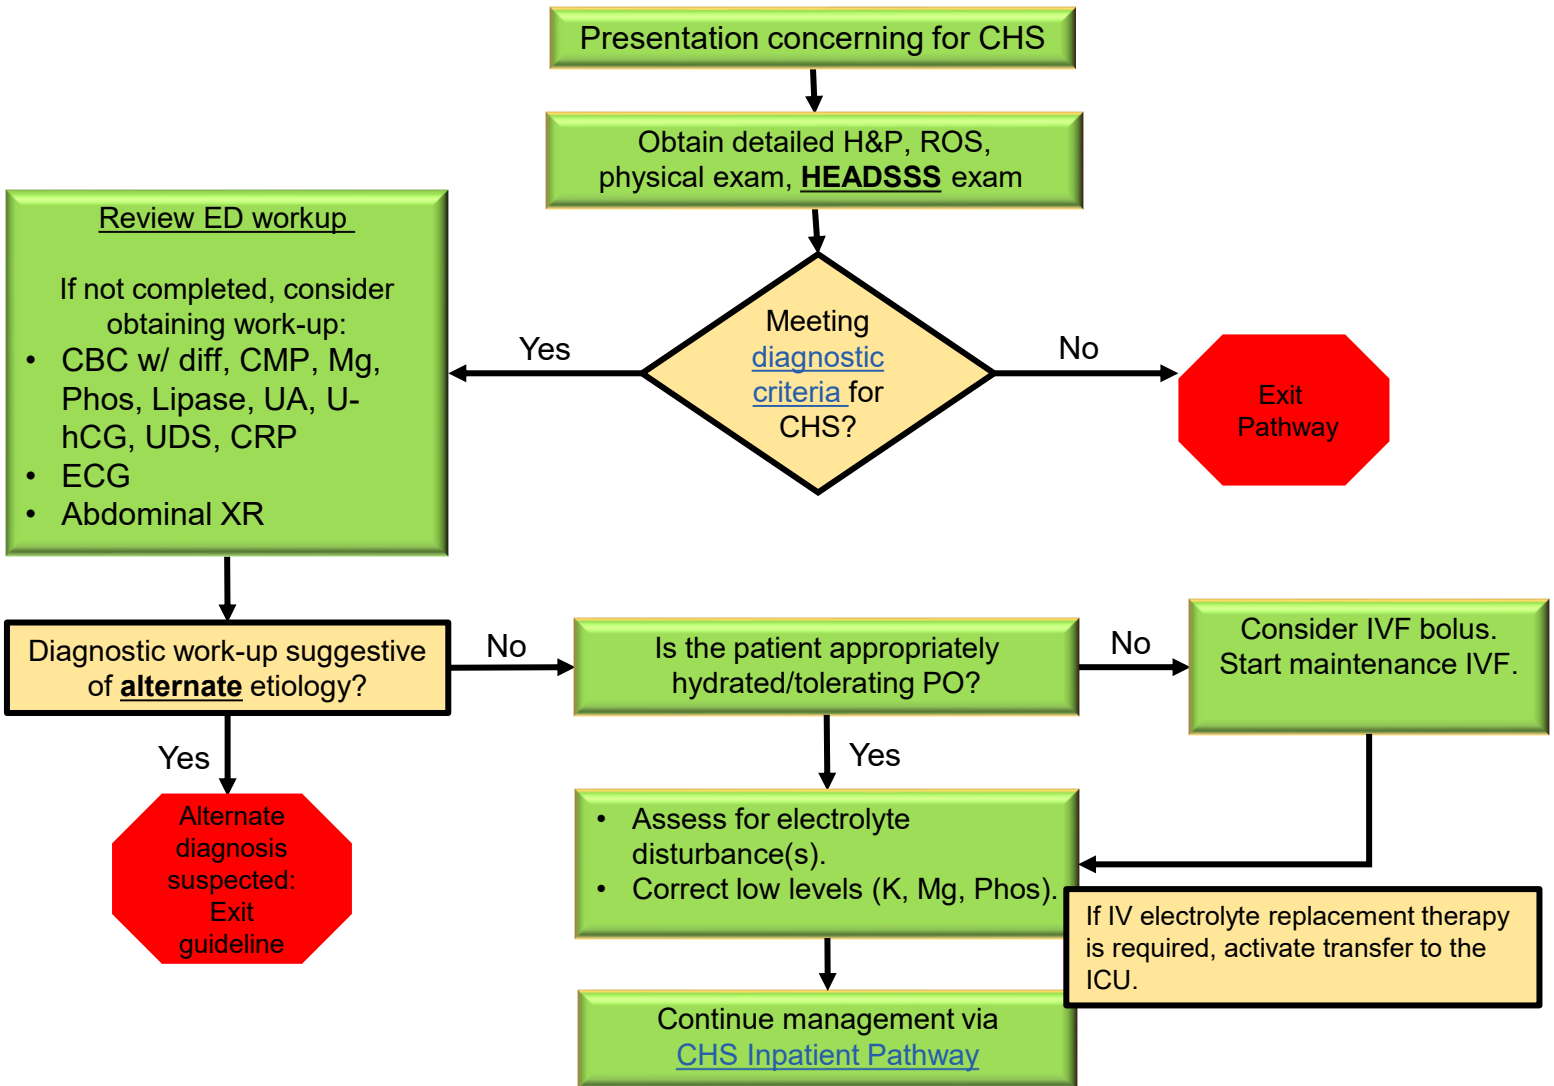 Presentation concerning for CHS
Obtain detailed H&P, ROS,
physical exam, HEADSSS exam
Review ED workup
If not completed, consider
obtaining work-up:
• CBC w/ diff, CMP, Mg,
Phos, Lipase, UA, U-
hCG, UDS, CRP
• ECG
• Abdominal XR
Yes
Meeting
diagnostic
criteria for
CHS?
No
Exit
Pathway
Diagnostic work-up suggestive
of alternate etiology?
No
Is the patient appropriately
hydrated/tolerating PO?
No
Consider IVF bolus.
Start maintenance IVF.
Yes
Alternate
diagnosis
suspected:
Exit
guideline
Yes
• Assess for electrolyte
disturbance(s).
• Correct low levels (K, Mg, Phos).
If IV electrolyte replacement therapy
is required, activate transfer to the
ICU.
Continue management via
CHS Inpatient Pathway